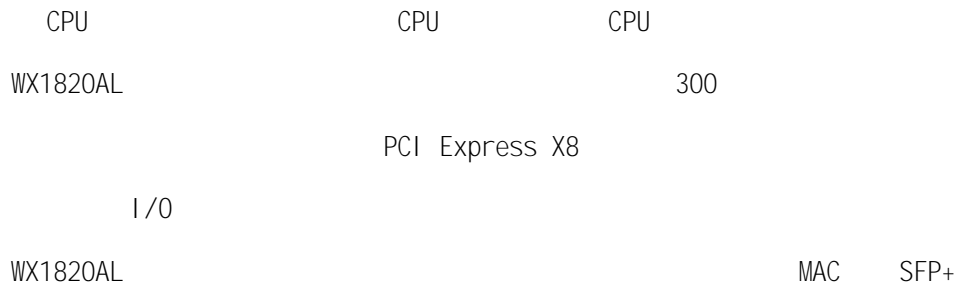 CPU CPU CPU
WX1820AL 300
PCI Express X8
I/O
WX1820AL MAC SFP+